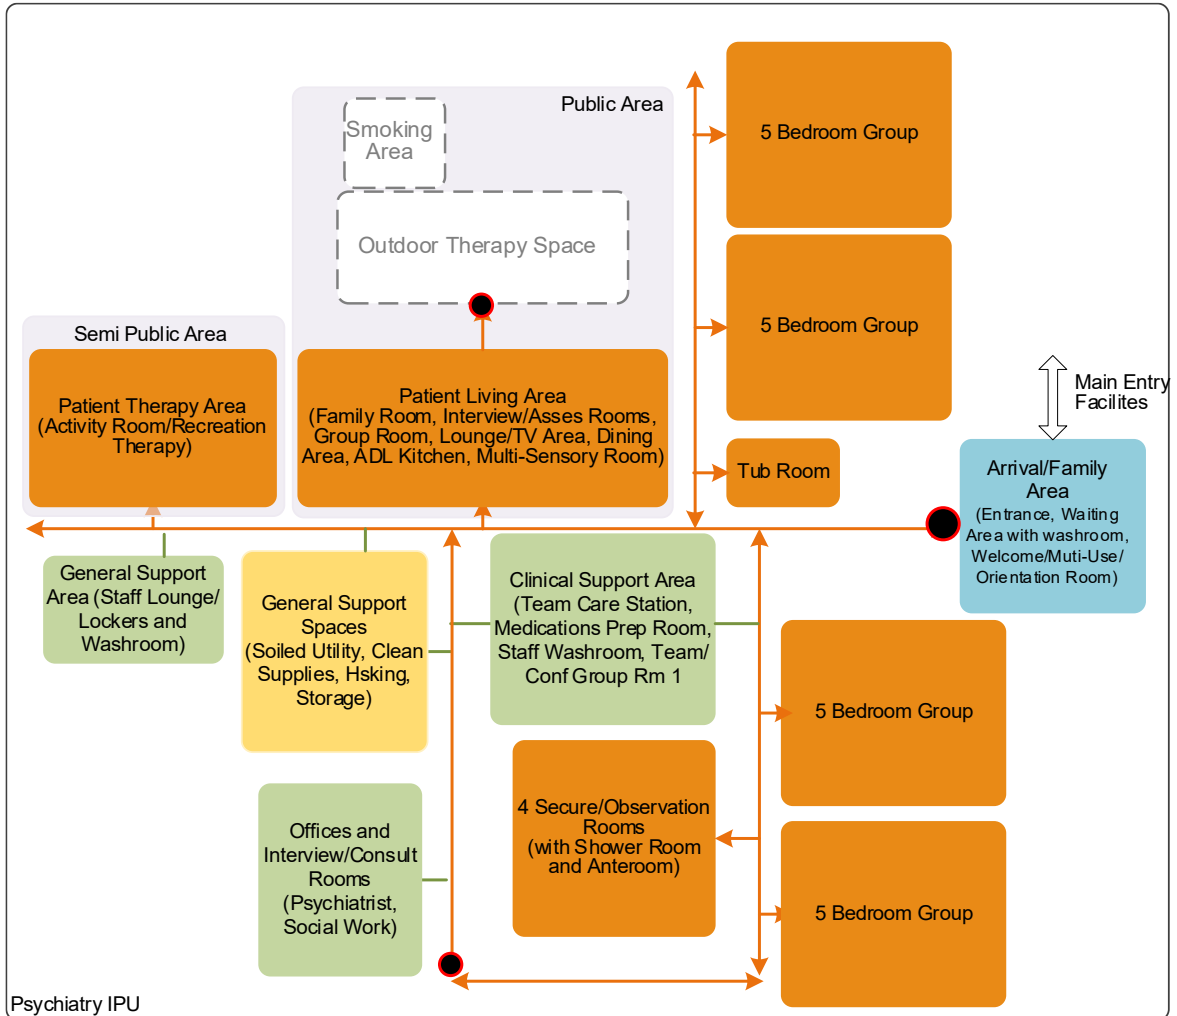 Public Area
Smoking
Area
Outdoor Therapy Space
5 Bedroom Group
5 Bedroom Group
Semi Public Area
Patient Therapy Area
(Activity Room/Recreation
Therapy)
Patient Living Area
(Family Room, Interview/Asses Rooms,
Group Room, Lounge/TV Area, Dining
Area, ADL Kitchen, Multi-Sensory Room)
Tub Room
Main Entry
Facilites
Arrival/Family
Area
(Entrance, Waiting
Area with washroom,
Welcome/Muti-Use/
Orientation Room)
General Support
Area (Staff Lounge/
Lockers and
Washroom)
General Support
Spaces
(Soiled Utility, Clean
Supplies, Hsking,
Storage)
Clinical Support Area
(Team Care Station,
Medications Prep Room,
Staff Washroom, Team/
Conf Group Rm 1
5 Bedroom Group
4 Secure/Observation
Rooms
(with Shower Room
and Anteroom)
Offices and
Interview/Consult
Rooms
(Psychiatrist,
Social Work)
5 Bedroom Group
Psychiatry IPU